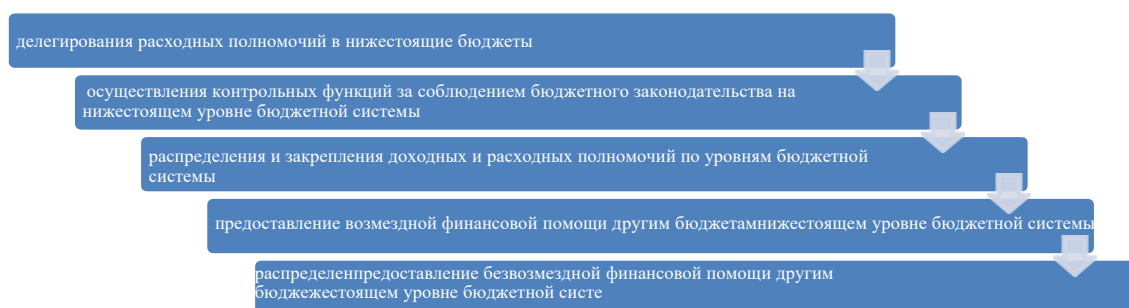 делегирования расходных полномочий в нижестоящие бюджеты
осуществления контрольных функций за соблюдением бюджетного законодательства на
нижестоящем уровне бюджетной системы
распределения и закрепления доходных и расходных полномочий по уровням бюджетной
системы
предоставление возмездной финансовой помощи другим бюджетамнижестоящем уровне бюджетной системы
распределенпредоставление безвозмездной финансовой помощи другим
бюджежестоящем уровне бюджетной систе